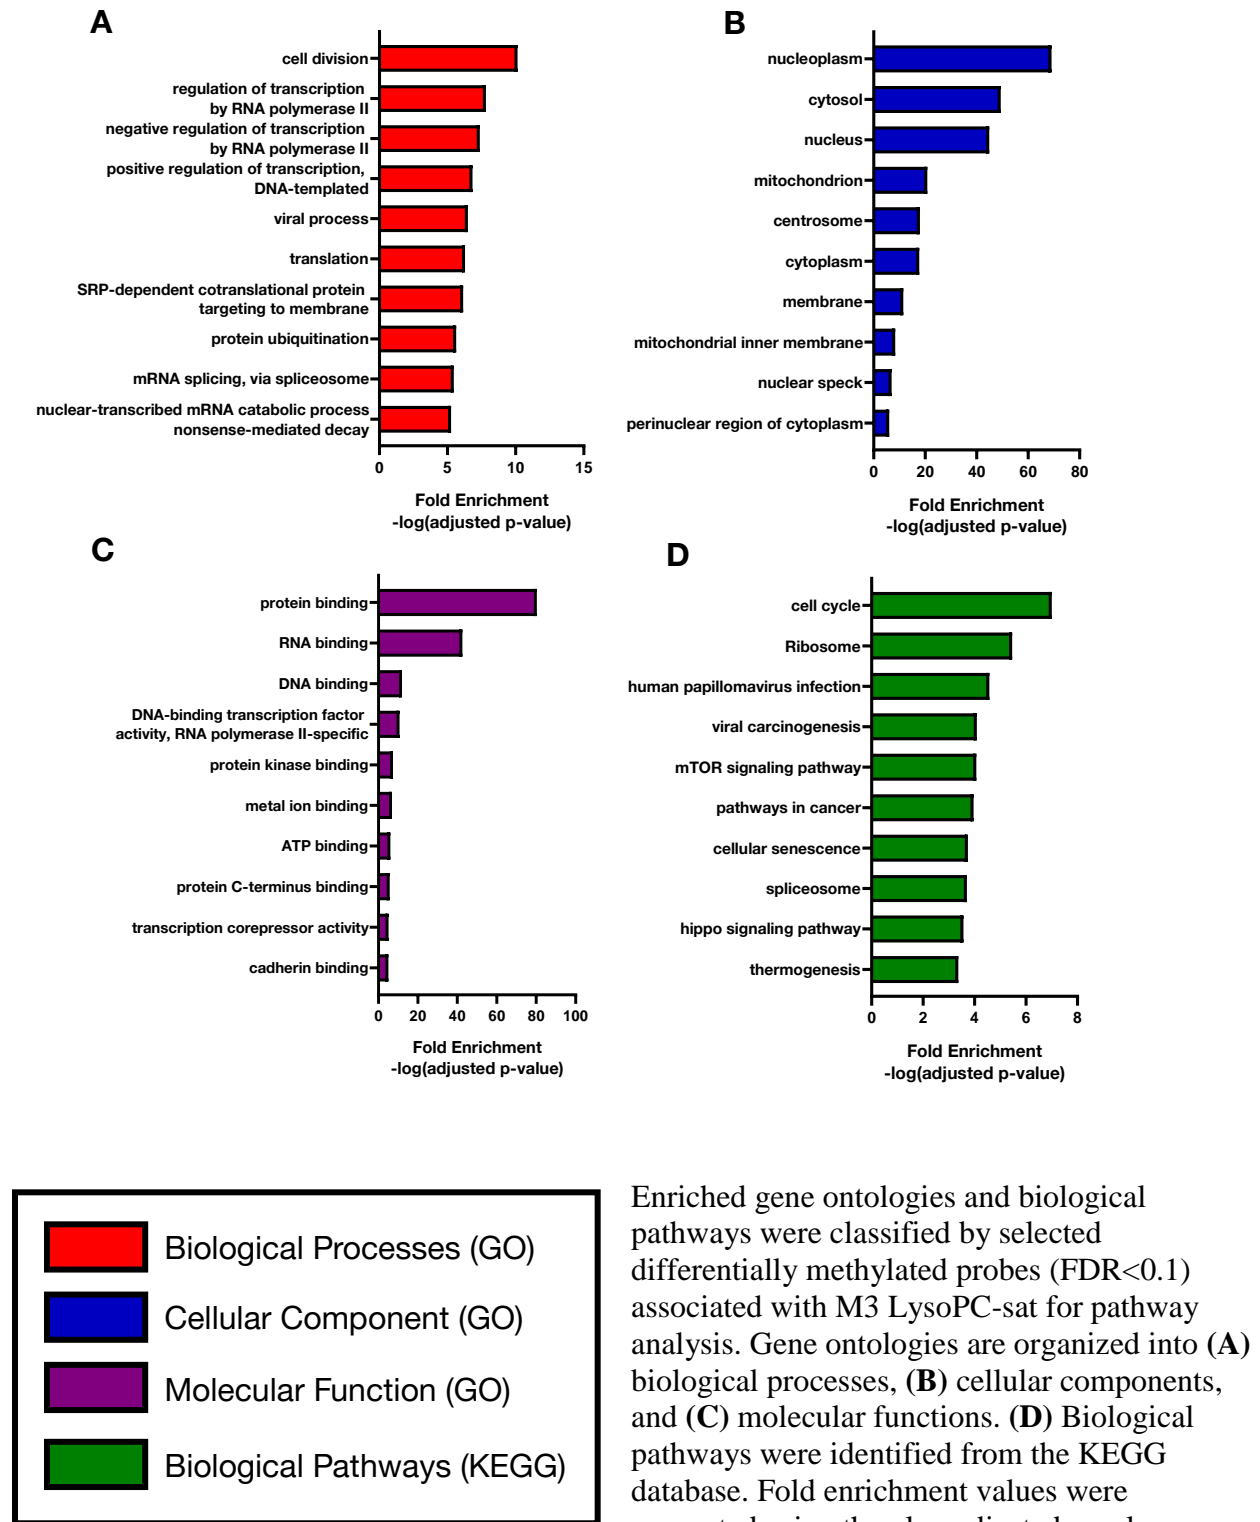 A
cell division
regulation of transcription
by RNA polymerase II
negative regulation of transcription
by RNA polymerase II
positive regulation of transcription,
DNA-templated
viral process
translation
SRP-dependent cotranslational protein
targeting to membrane
protein ubiquitination
mRNA splicing, via spliceosome
nuclear-transcribed mRNA catabolic process
nonsense-mediated decay
0 5 10 15
Fold Enrichment
-log(adjusted p-value)
B
nucleoplasm
cytosol
nucleus
mitochondrion
centrosome
cytoplasm
membrane
mitochondrial inner membrane
nuclear speck
perinuclear region of cytoplasm
0 20 40 60 80
Fold Enrichment
-log(adjusted p-value)
C
protein binding
RNA binding
DNA binding
DNA-binding transcription factor
activity, RNA polymerase II-specific
protein kinase binding
metal ion binding
ATP binding
protein C-terminus binding
transcription corepressor activity
cadherin binding
0 20 40 60 80 100
Fold Enrichment
-log(adjusted p-value)
D
cell cycle
Ribosome
human papillomavirus infection
viral carcinogenesis
mTOR signaling pathway
pathways in cancer
cellular senescence
spliceosome
hippo signaling pathway
thermogenesis
0 2 4 6 8
Fold Enrichment
-log(adjusted p-value)
Biological Processes (GO)
Cellular Component (GO)
Molecular Function (GO)
Biological Pathways (KEGG)
Enriched gene ontologies and biological
pathways were classified by selected
differentially methylated probes (FDR<0.1)
associated with M3 LysoPC-sat for pathway
analysis. Gene ontologies are organized into (A)
biological processes, (B) cellular components,
and (C) molecular functions. (D) Biological
pathways were identified from the KEGG
database. Fold enrichment values were